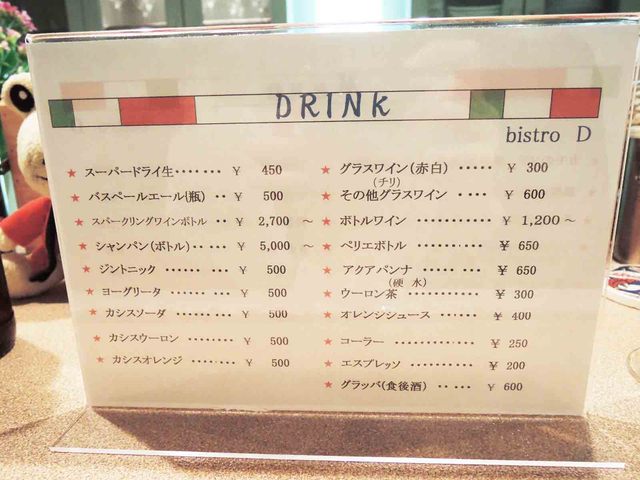 DRINK
bistro D
★ スーパードライ生 ······· ¥ 450
★ バスペールエール(瓶) ·· ¥ 500
★ スパークリングワインボトル ·· ¥ 2,700 ～
★ シャンパン(ボトル) ·· ···· ¥ 5,000 ～
★ ジントニック ······ ··· ¥ 500
★ ヨーグリータ ··· ······ ¥ 500
★ カシスソーダ ·· ······ ¥ 500
★ カシスウーロン ········ ¥ 500
★ カシスオレンジ ········ ¥ 500
★ グラスワイン(赤白) ····· ¥ 300
(チリ)
★ その他グラスワイン ·· ··· ¥ 600
★ ボトルワイン ············ ¥ 1,200 ～
★ ペリエボトル ··········· ¥ 650
★ アクアパンナ ····· ··· ¥ 650
(硬 水)
★ ウーロン茶 ··········· ¥ 300
★ オレンジシュース ······ ¥ 400
★ コーラー ············ ¥ 250
★ エスプレッソ ·········· ¥ 200
★ グラッパ(食後酒) ·· ··· ¥ 600